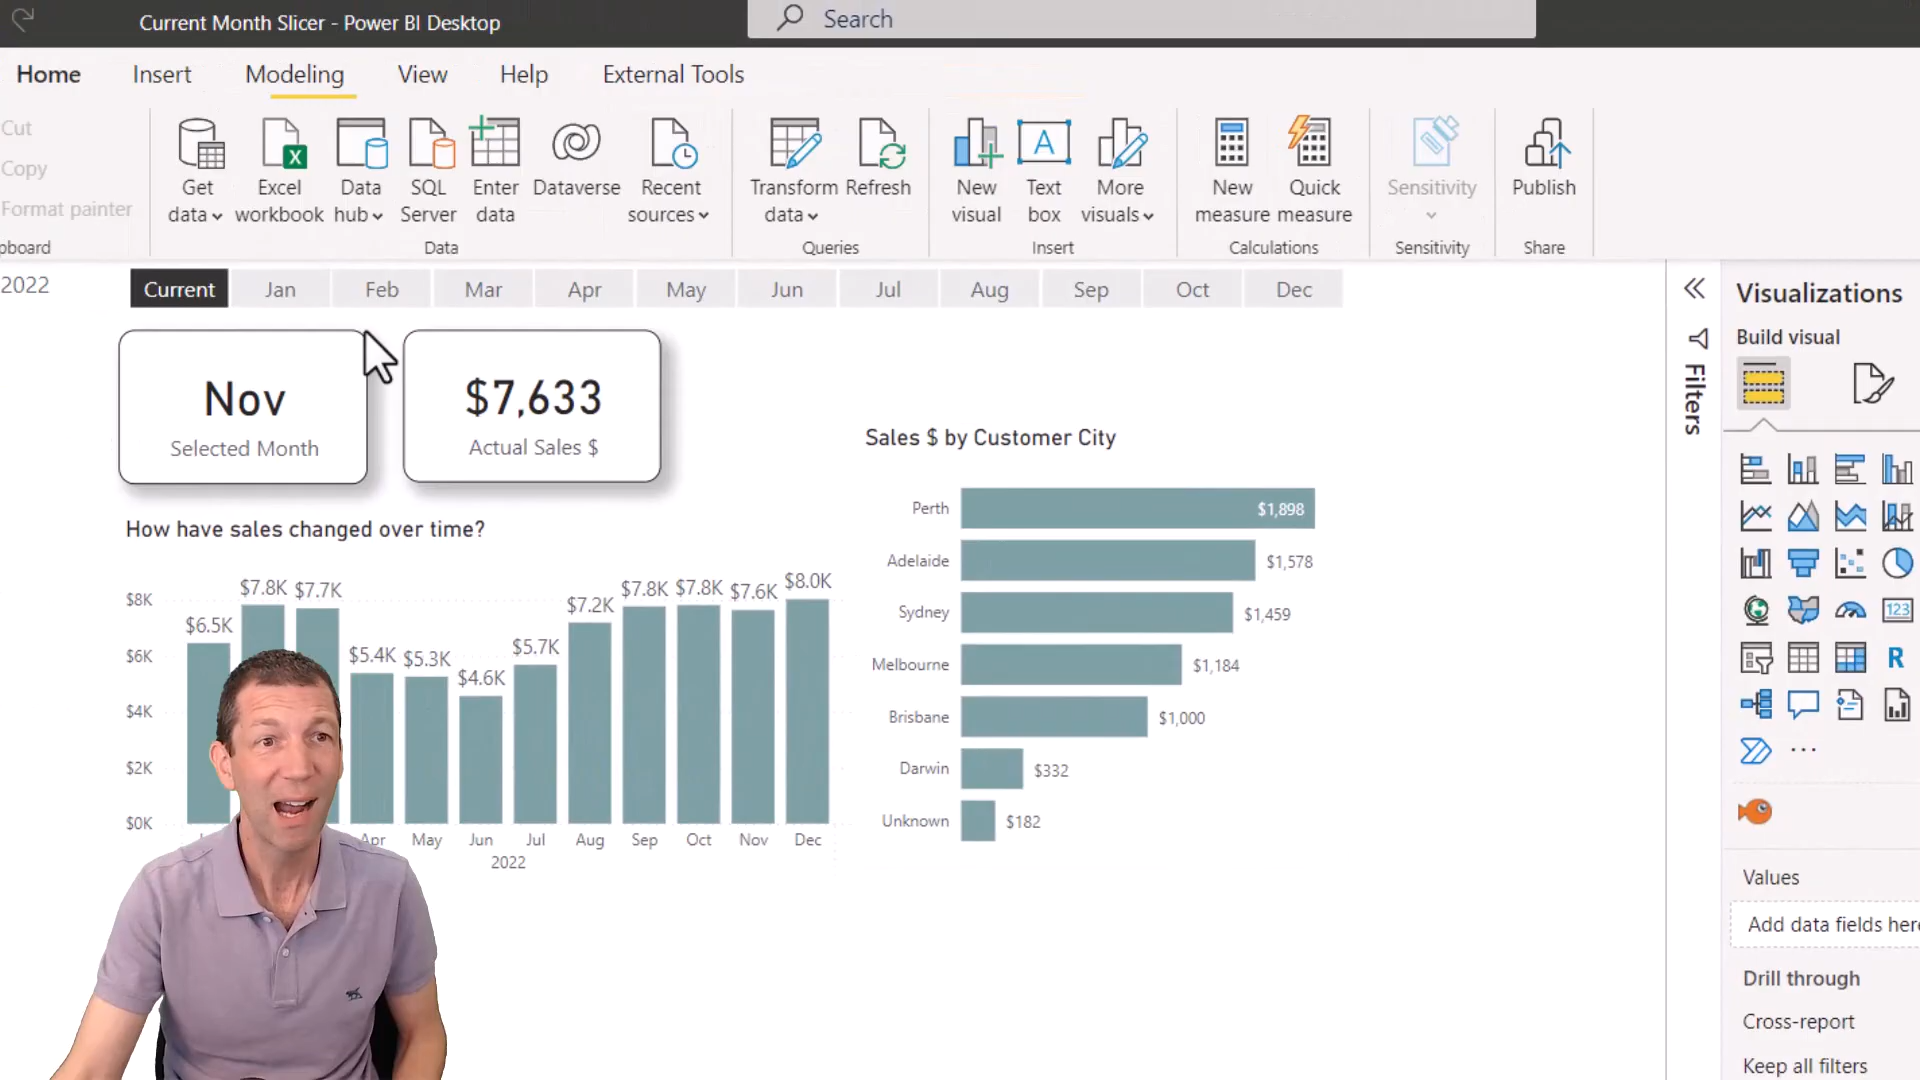 Current Month Slicer - Power BI Desktop
Search
Home Insert Modeling View Help External Tools
Cut
Copy
Format painter
pboard
Get data
Excel workbook
Data hub
SQL Server
Enter data
Dataverse
Recent sources
Data
Transform data
Refresh
Queries
New visual
A
Text box
More visuals
Insert
New measure
Quick measure
Calculations
Sensitivity
Sensitivity
Publish
Share
2022
Current Jan Feb Mar Apr May Jun Jul Aug Sep Oct Nov Dec
Nov
Selected Month
$7,633
Actual Sales $
How have sales changed over time?
$8K
$6K
$4K
$2K
$0K
$6.5K $7.8K $7.7K $5.4K $5.3K $4.6K $5.7K $7.2K $7.8K $7.8K $7.6K $8.0K
Apr May Jun Jul Aug Sep Oct Nov Dec
2022
Sales $ by Customer City
Perth $1,898
Adelaide $1,578
Sydney $1,459
Melbourne $1,184
Brisbane $1,000
Darwin $332
Unknown $182
Filters
Visualizations
Build visual
123
R
Values
Add data fields here
Drill through
Cross-report
Keep all filters